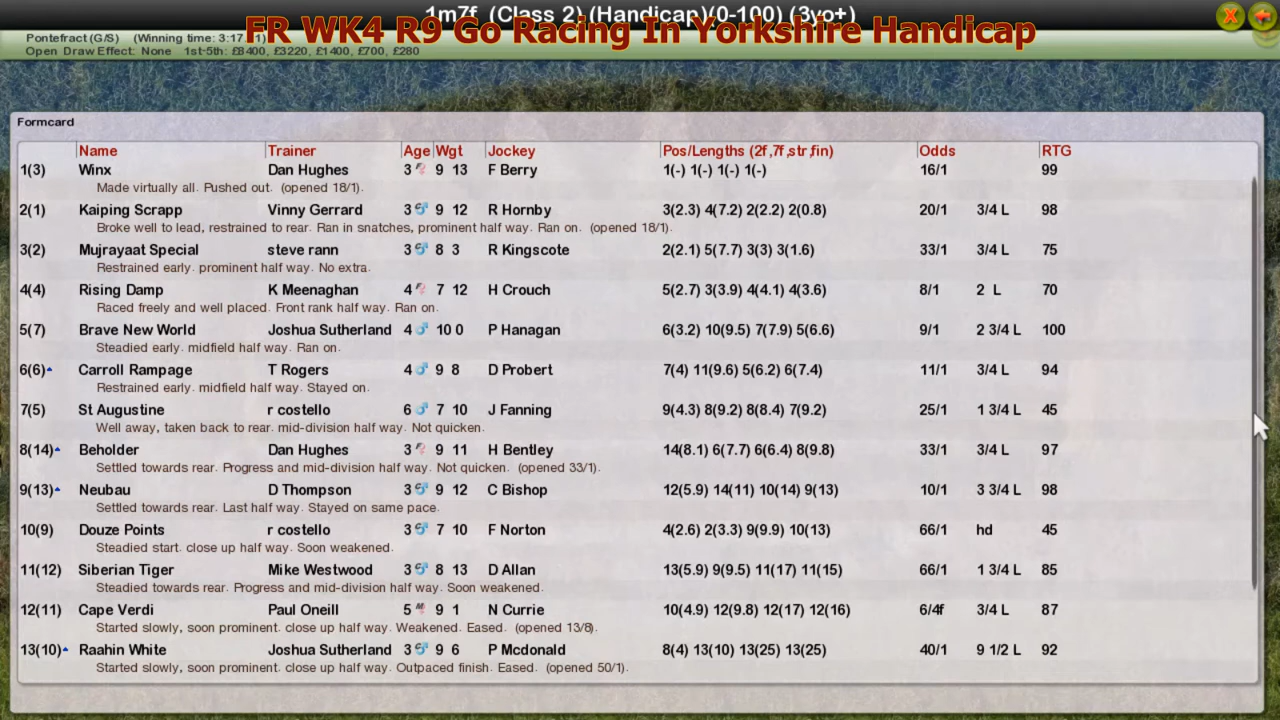 1m7f (Class 2) (Handicap)(0-100) (3yo+)
FR WK4 R9 Go Racing In Yorkshire Handicap
Pontefract(G/S) (Winning time: 3:17.
Open Draw Effect: None 1st-5th: £8400, £3220, £1400, £700, £280
Formcard
Name Trainer Age Wgt Jockey Pos/Lengths (2f,7f,str,fin) Odds RTG
1(3) Winx Dan Hughes 3 9 13 F Berry 1(-) 1(-) 1(-) 1(-) 16/1 99
Made virtually all. Pushed out. (opened 18/1).
2(1) Kaiping Scrapp Vinny Gerrard 3 9 12 R Hornby 3(2.3) 4(7.2) 2(2.2) 2(0.8) 20/1 3/4 L 98
Broke well to lead, restrained to rear. Ran in snatches, prominent half way. Ran on. (opened 18/1).
3(2) Mujrayaat Special steve rann 3 8 3 R Kingscote 2(2.1) 5(7.7) 3(3) 3(1.6) 33/1 3/4 L 75
Restrained early. prominent half way. No extra.
4(4) Rising Damp K Meenaghan 4 7 12 H Crouch 5(2.7) 3(3.9) 4(4.1) 4(3.6) 8/1 2 L 70
Raced freely and well placed. Front rank half way. Ran on.
5(7) Brave New World Joshua Sutherland 4 10 0 P Hanagan 6(3.2) 10(9.5) 7(7.9) 5(6.6) 9/1 2 3/4 L 100
Steadied early. midfield half way. Ran on.
6(6) Carroll Rampage T Rogers 4 9 8 D Probert 7(4) 11(9.6) 5(6.2) 6(7.4) 11/1 3/4 L 94
Restrained early. midfield half way. Stayed on.
7(5) St Augustine r costello 6 7 10 J Fanning 9(4.3) 8(9.2) 8(8.4) 7(9.2) 25/1 1 3/4 L 45
Well away, taken back to rear. mid-division half way. Not quicken.
8(14) Beholder Dan Hughes 3 9 11 H Bentley 14(8.1) 6(7.7) 6(6.4) 8(9.8) 33/1 3/4 L 97
Settled towards rear. Progress and mid-division half way. Not quicken. (opened 33/1).
9(13) Neubau D Thompson 3 9 12 C Bishop 12(5.9) 14(11) 10(14) 9(13) 10/1 3 3/4 L 98
Settled towards rear. Last half way. Stayed on same pace.
10(9) Douze Points r costello 3 7 10 F Norton 4(2.6) 2(3.3) 9(9.9) 10(13) 66/1 hd 45
Steadied start. close up half way. Soon weakened.
11(12) Siberian Tiger Mike Westwood 3 8 13 D Allan 13(5.9) 9(9.5) 11(17) 11(15) 66/1 1 3/4 L 85
Steadied towards rear. Progress and mid-division half way. Soon weakened.
12(11) Cape Verdi Paul Oneill 5 9 1 N Currie 10(4.9) 12(9.8) 12(17) 12(16) 6/4f 3/4 L 87
Started slowly, soon prominent. close up half way. Weakened. Eased. (opened 13/8).
13(10) Raahin White Joshua Sutherland 3 9 6 P Mcdonald 8(4) 13(10) 13(25) 13(25) 40/1 9 1/2 L 92
Started slowly, soon prominent. close up half way. Outpaced finish. Eased. (opened 50/1).